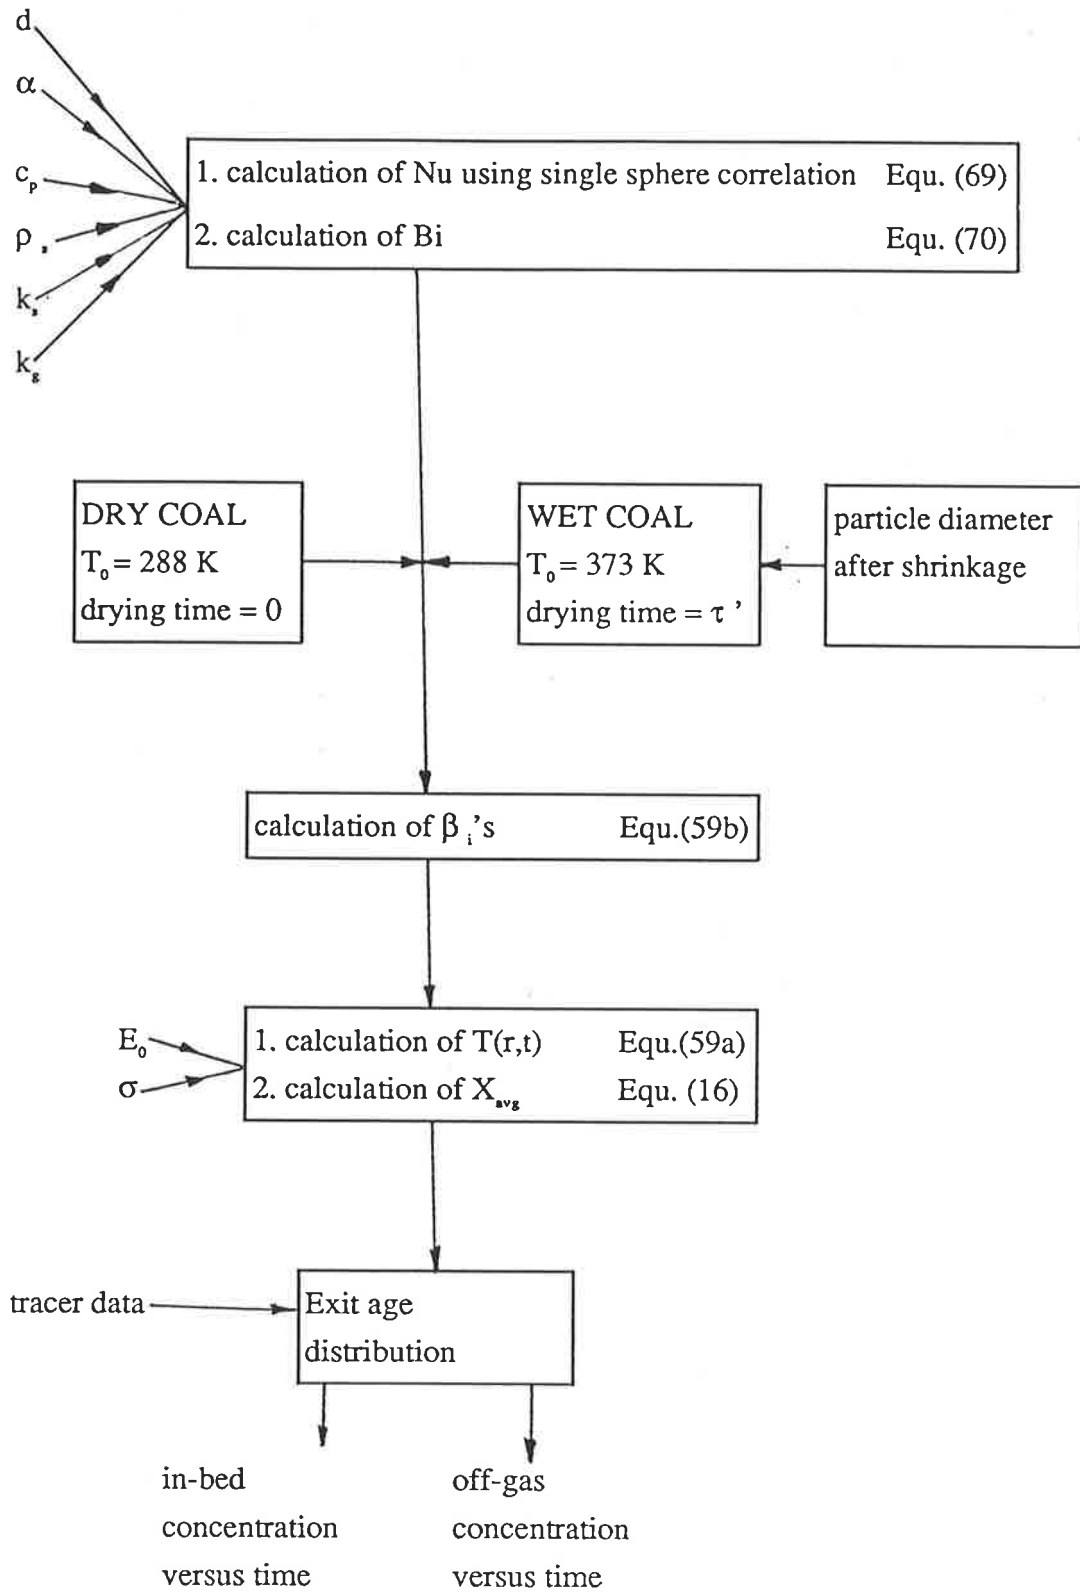 d
α
c_p
ρ_s
k_s
k_g
1. calculation of Nu using single sphere correlation Equ. (69)
2. calculation of Bi Equ. (70)
DRY COAL
T₀ = 288 K
drying time = 0
WET COAL
T₀ = 373 K
drying time = τ '
particle diameter
after shrinkage
calculation of β_i's Equ.(59b)
E₀
σ
1. calculation of T(r,t) Equ.(59a)
2. calculation of X_avg Equ. (16)
tracer data
Exit age
distribution
in-bed
concentration
versus time
off-gas
concentration
versus time